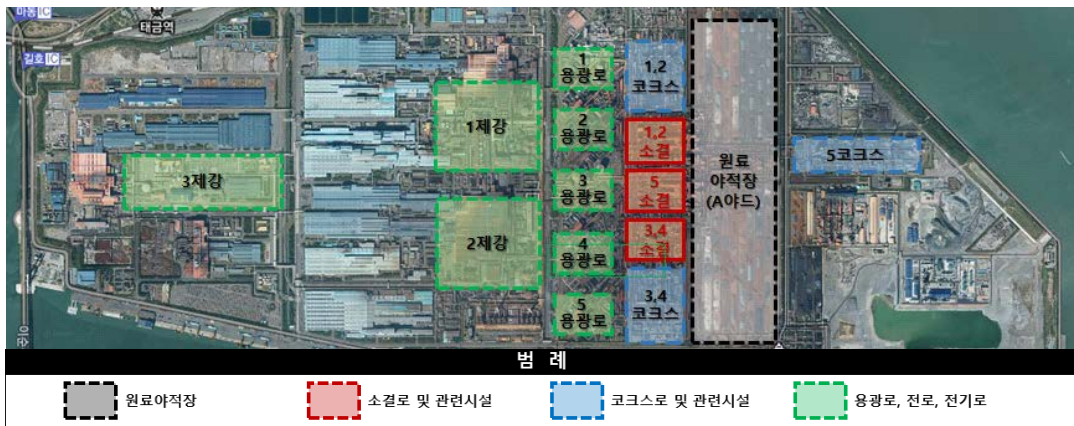 마동IC
태금역
길호IC
1
용광로
1,2
코크스
2
용광로
1제강
1,2
소결
원료
야적장
(A야드)
5코크스
3제강
3
용광로
5
소결
2제강
4
용광로
3,4
소결
5
용광로
3,4
코크스
범 례
원료야적장
소결로 및 관련시설
코크스로 및 관련시설
용광로, 전로, 전기로